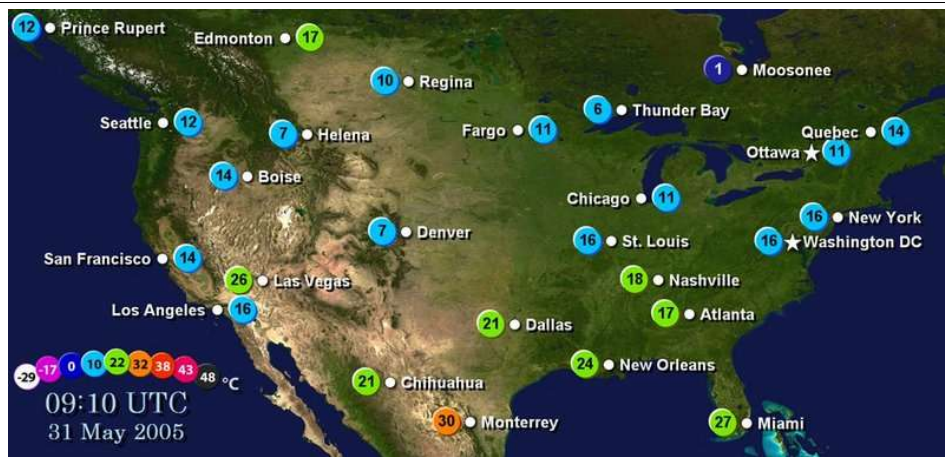 12 Prince Rupert
Edmonton 17
10 Regina
1 Moosonee
Seattle 12
7 Helena
Fargo 11
6 Thunder Bay
Quebec 14
Ottawa 11
14 Boise
Chicago 11
16 New York
7 Denver
16 St. Louis
16 Washington DC
San Francisco 14
26 Las Vegas
18 Nashville
Los Angeles 16
21 Dallas
17 Atlanta
24 New Orleans
21 Chihuahua
30 Monterrey
27 Miami
-29 -17 0 10 22 32 38 43 48 °C
09:10 UTC
31 May 2005